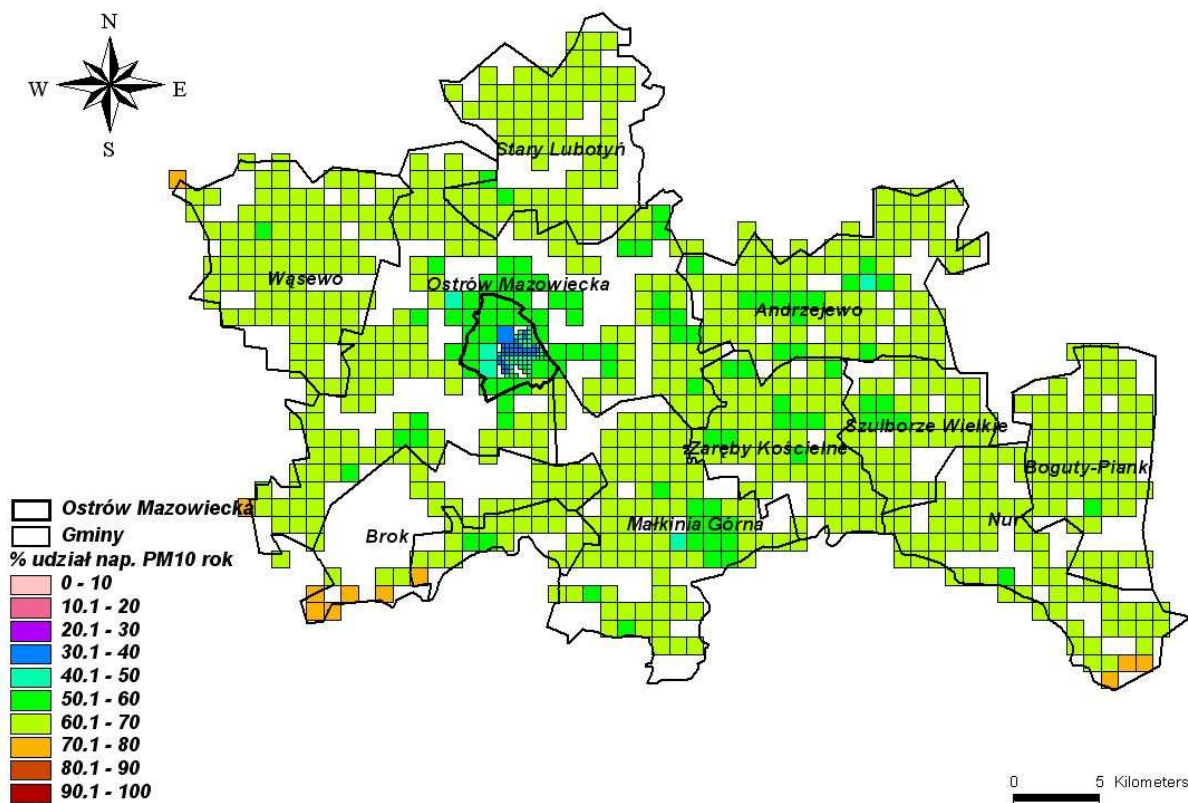 N
W E
S
Stary Lubotyń
Wąsewo
Ostrów Mazowiecka
Andrzejewo
Szulborze Wielkie
Zaręby Kościelne
Boguty-Piank
Nur
Małkinia Górna
Brok
Ostrów Mazowiecka
Gminy
% udział nap. PM10 rok
0 - 10
10.1 - 20
20.1 - 30
30.1 - 40
40.1 - 50
50.1 - 60
60.1 - 70
70.1 - 80
80.1 - 90
90.1 - 100
0 5 Kilometers